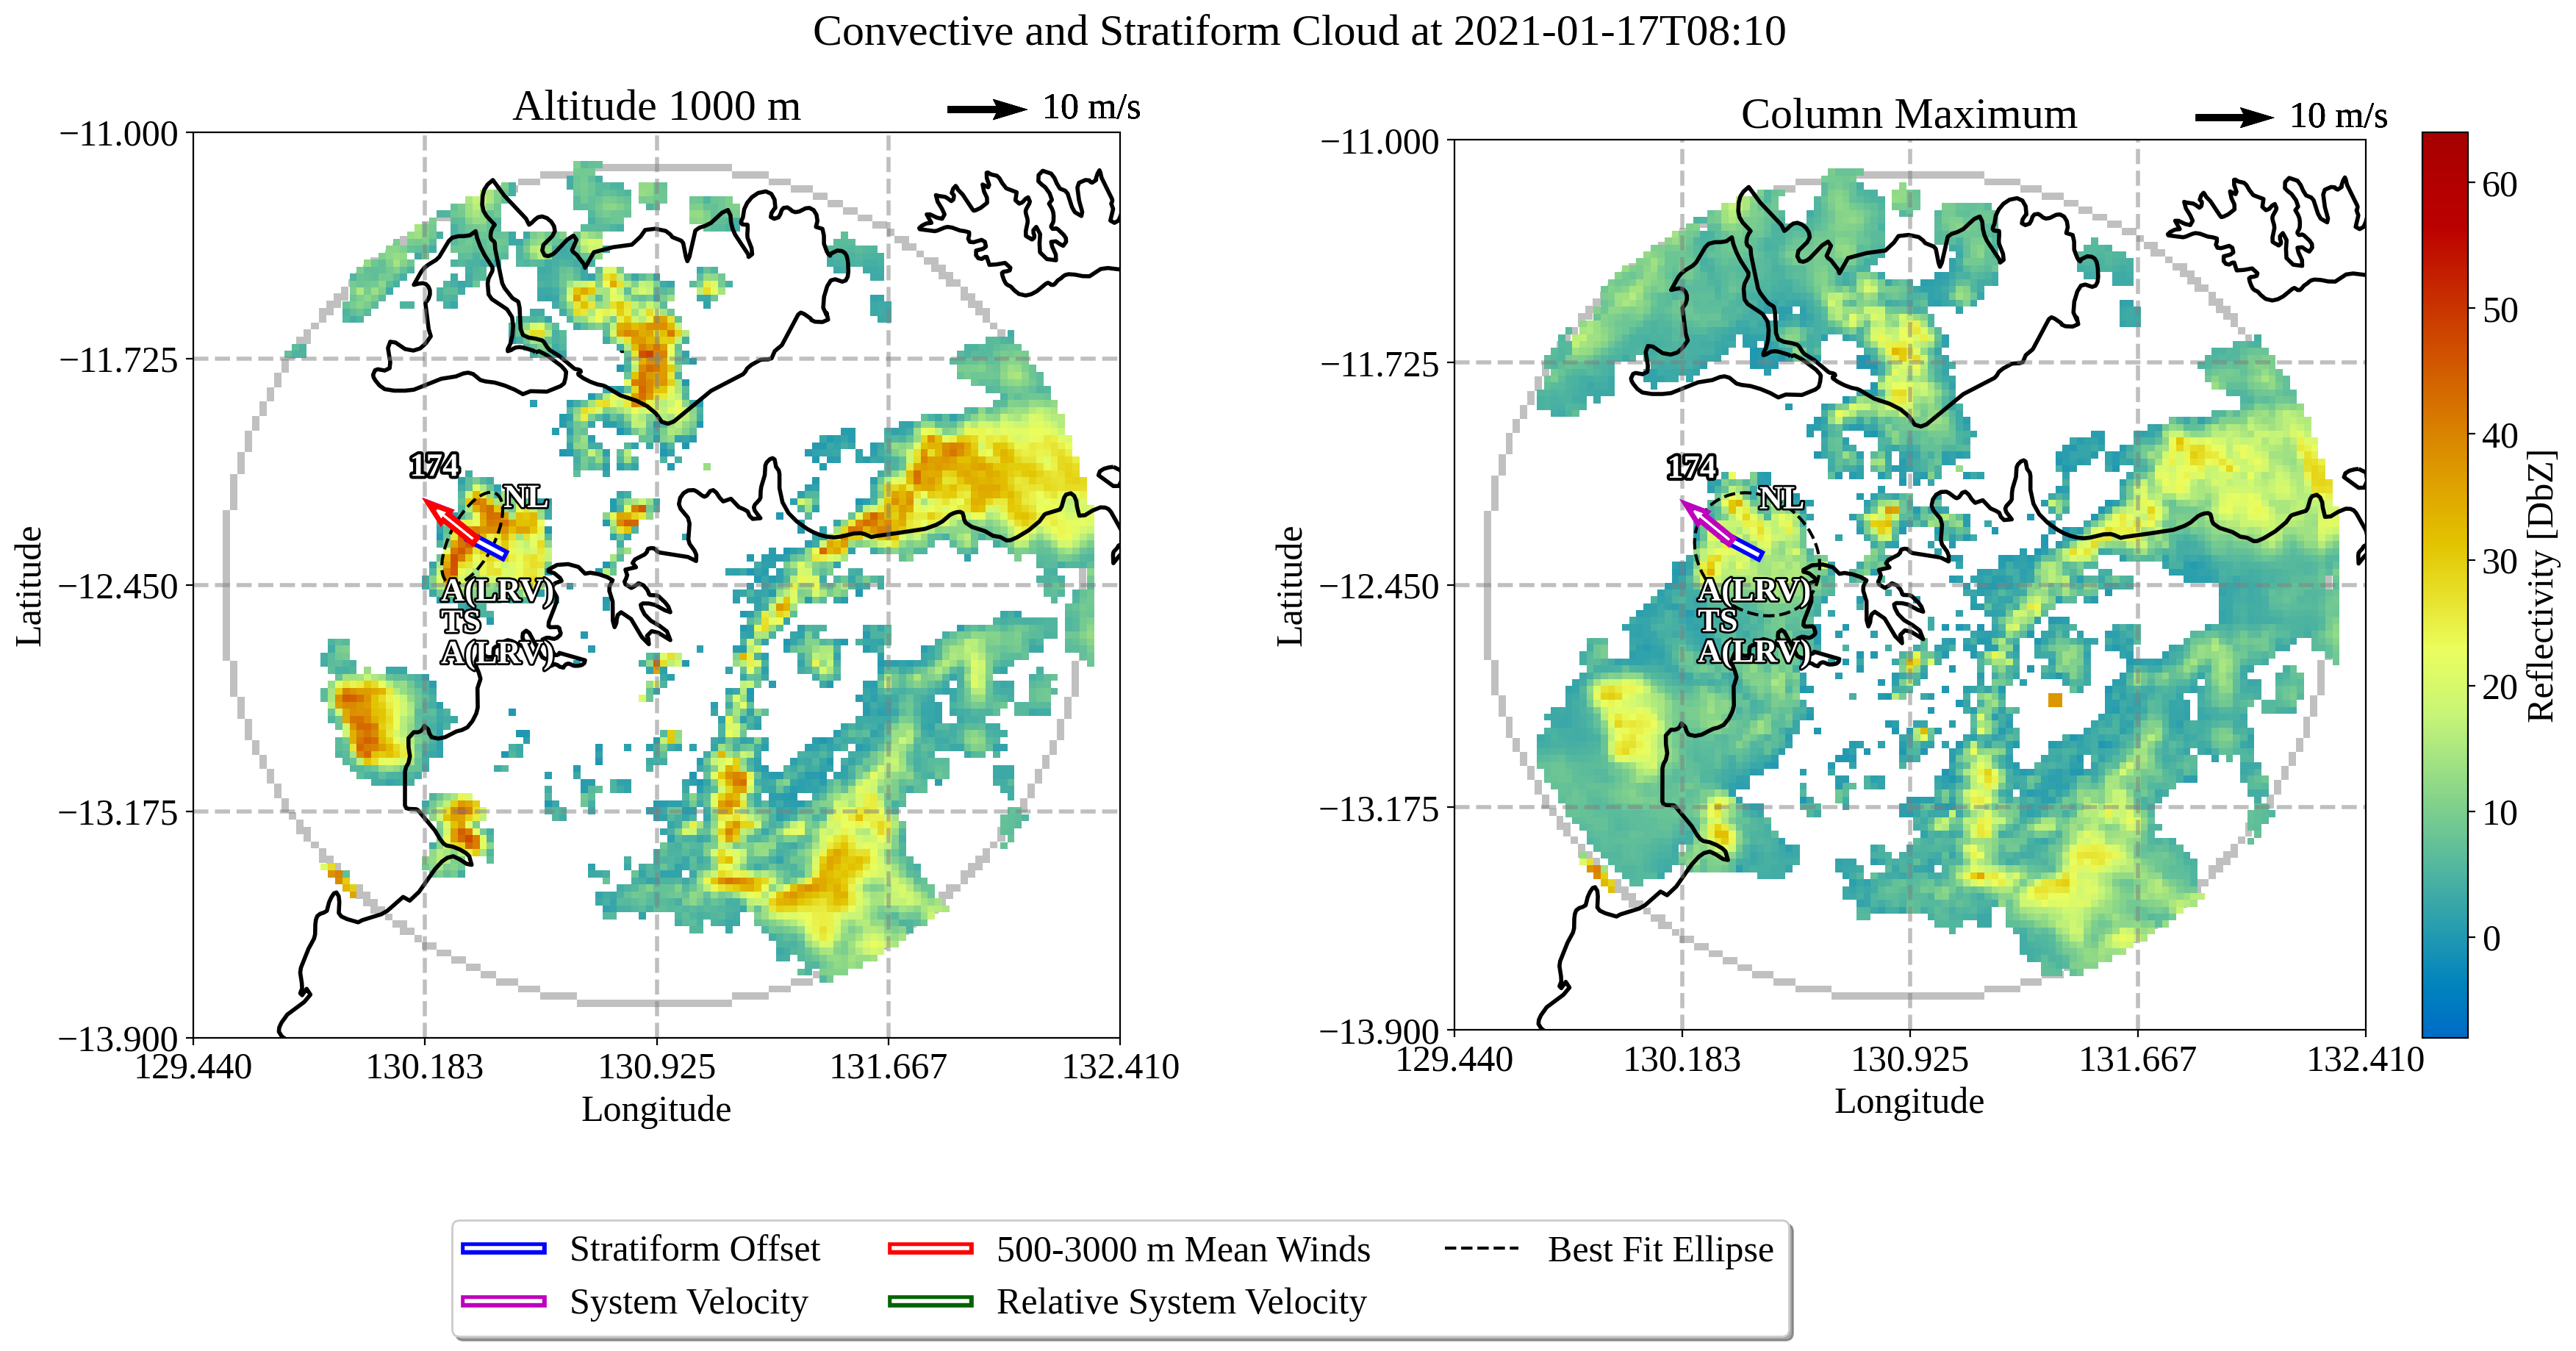 Convective and Stratiform Cloud at 2021-01-17T08:10
Altitude 1000 m
10 m/s
−11.000
−11.725
−12.450
−13.175
−13.900
Latitude
174
NL
A(LRV)
TS
A(LRV)
129.440
130.183
130.925
131.667
132.410
Longitude
Column Maximum
10 m/s
−11.000
−11.725
−12.450
−13.175
−13.900
Latitude
174
NL
A(LRV)
TS
A(LRV)
129.440
130.183
130.925
131.667
132.410
Longitude
60
50
40
30
20
10
0
Reflectivity [DbZ]
Stratiform Offset
500-3000 m Mean Winds
Best Fit Ellipse
System Velocity
Relative System Velocity